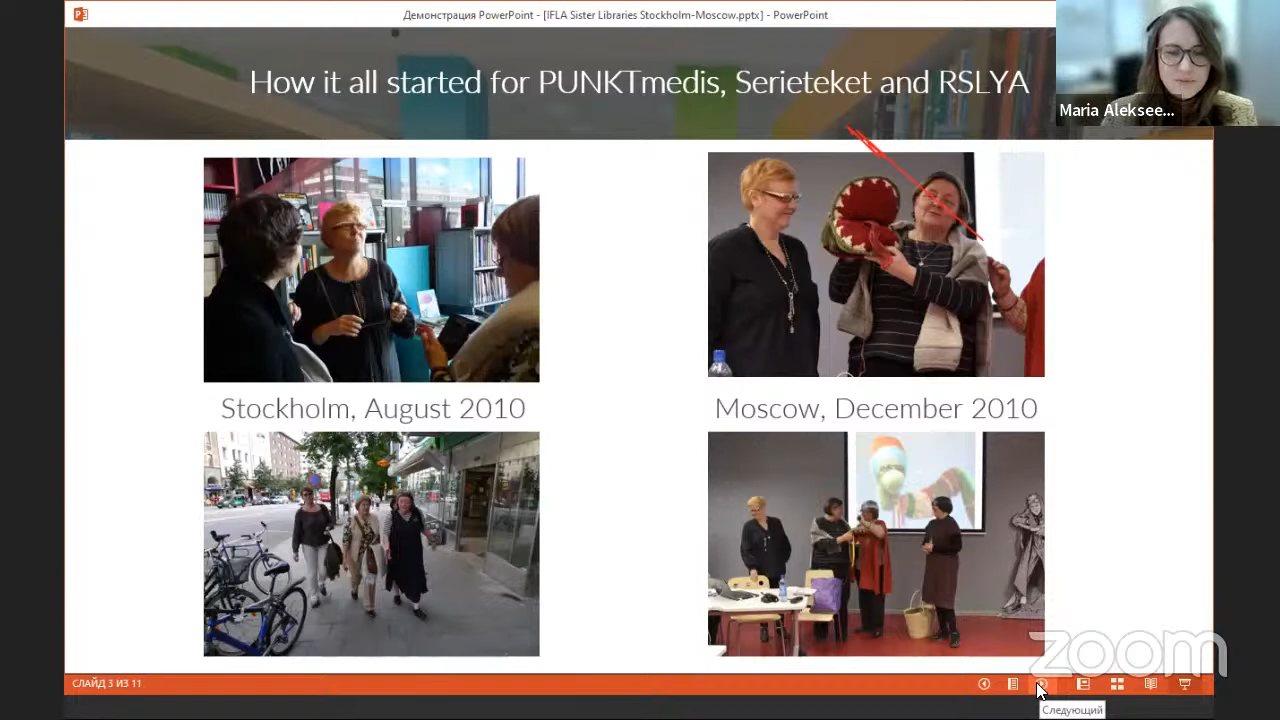 Демонстрация PowerPoint - [IFLA Sister Libraries Stockholm-Moscow.pptx] - PowerPoint
How it all started for PUNKTmedis, Serieteket and RSLYA
Maria Aleksee...
Stockholm, August 2010
Moscow, December 2010
zoom
СЛАЙД 3 ИЗ 11
Следующий